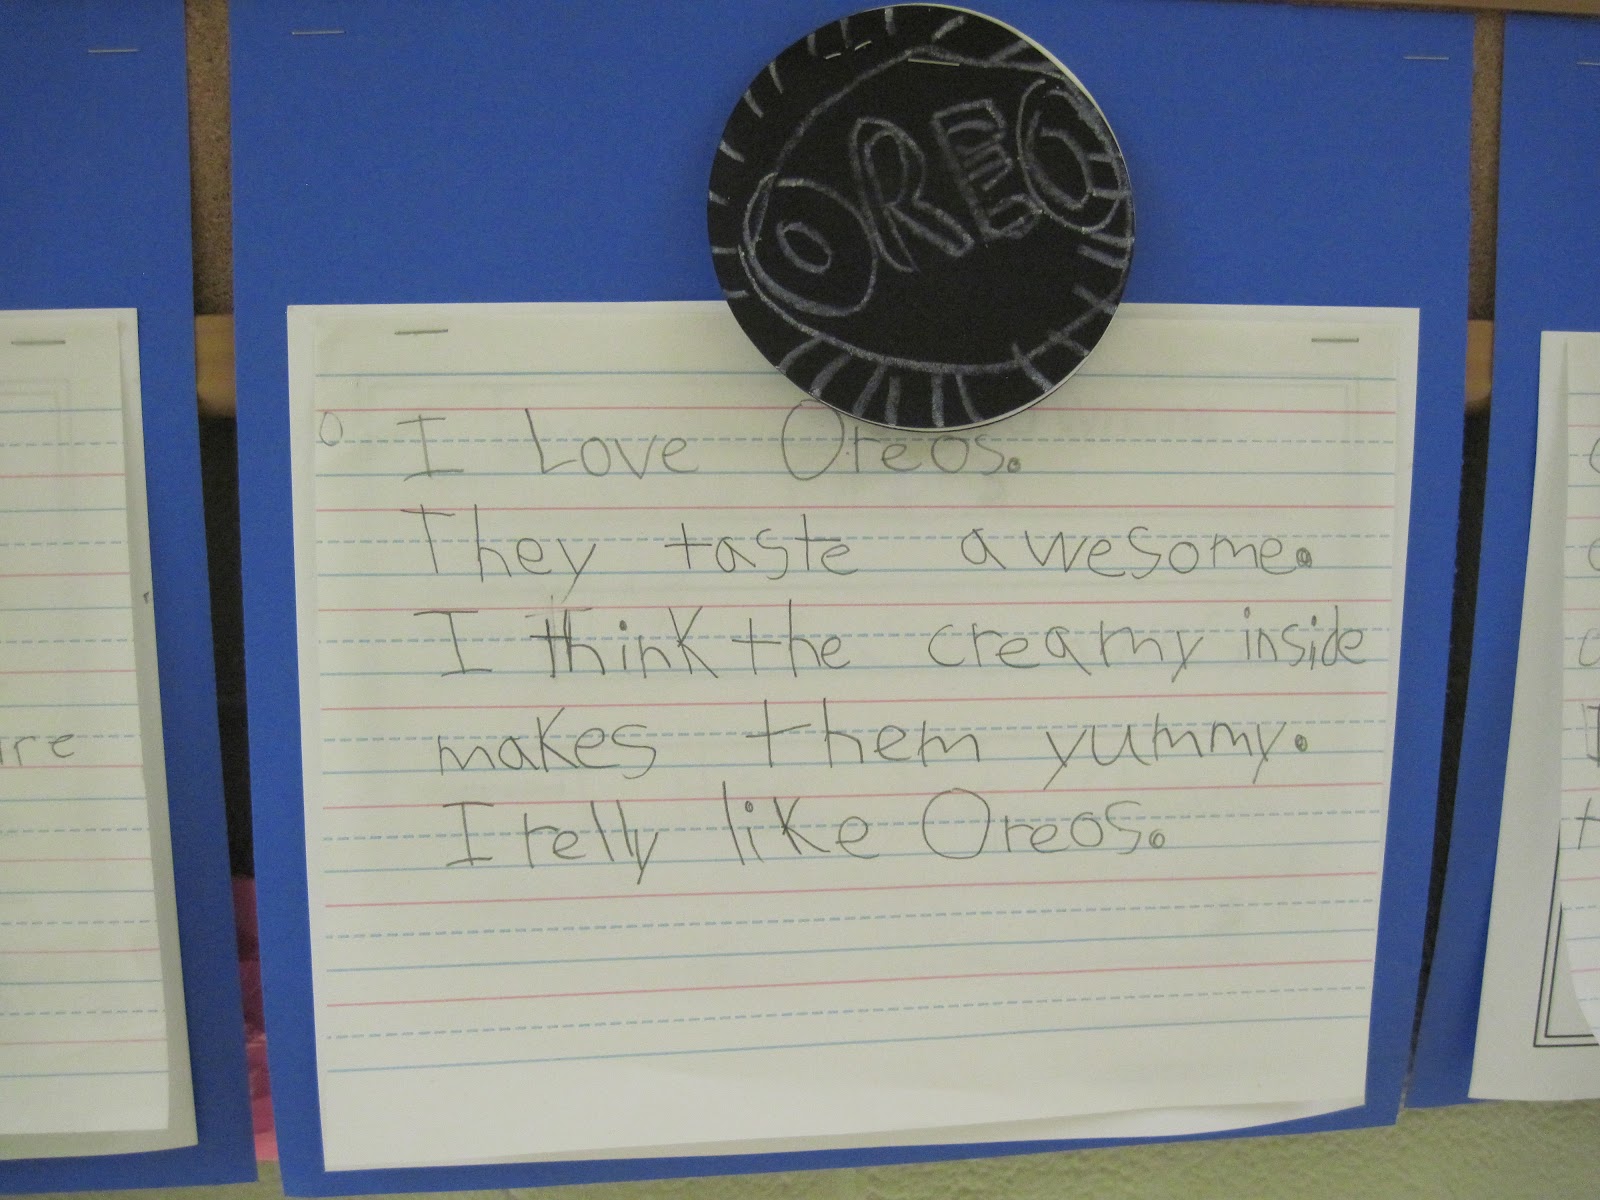 OREO
O I Love Oreos.
They taste awesome.
I think the creamy inside
makes them yummy.
I relly like Oreos.